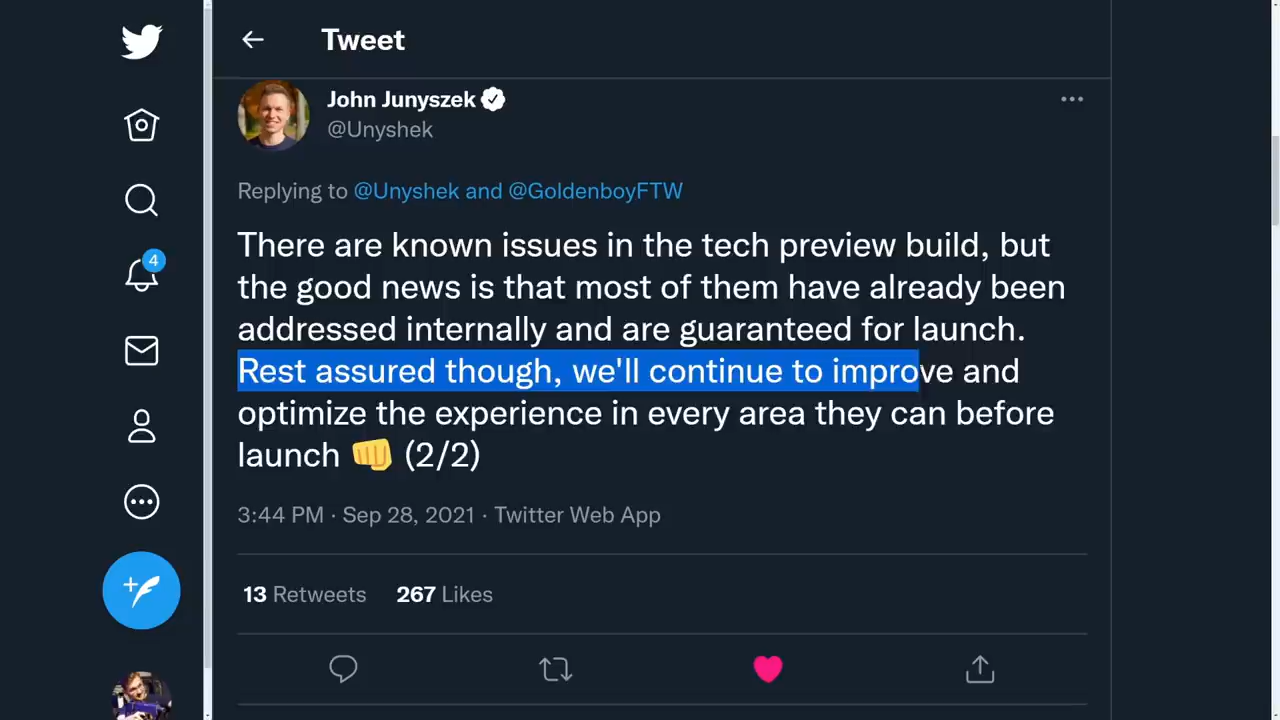 Tweet
John Junyszek
@Unyshek
Replying to @Unyshek and @GoldenboyFTW
There are known issues in the tech preview build, but
the good news is that most of them have already been
addressed internally and are guaranteed for launch.
Rest assured though, we'll continue to improve and
optimize the experience in every area they can before
launch 👊 (2/2)
3:44 PM · Sep 28, 2021 · Twitter Web App
13 Retweets 267 Likes
4